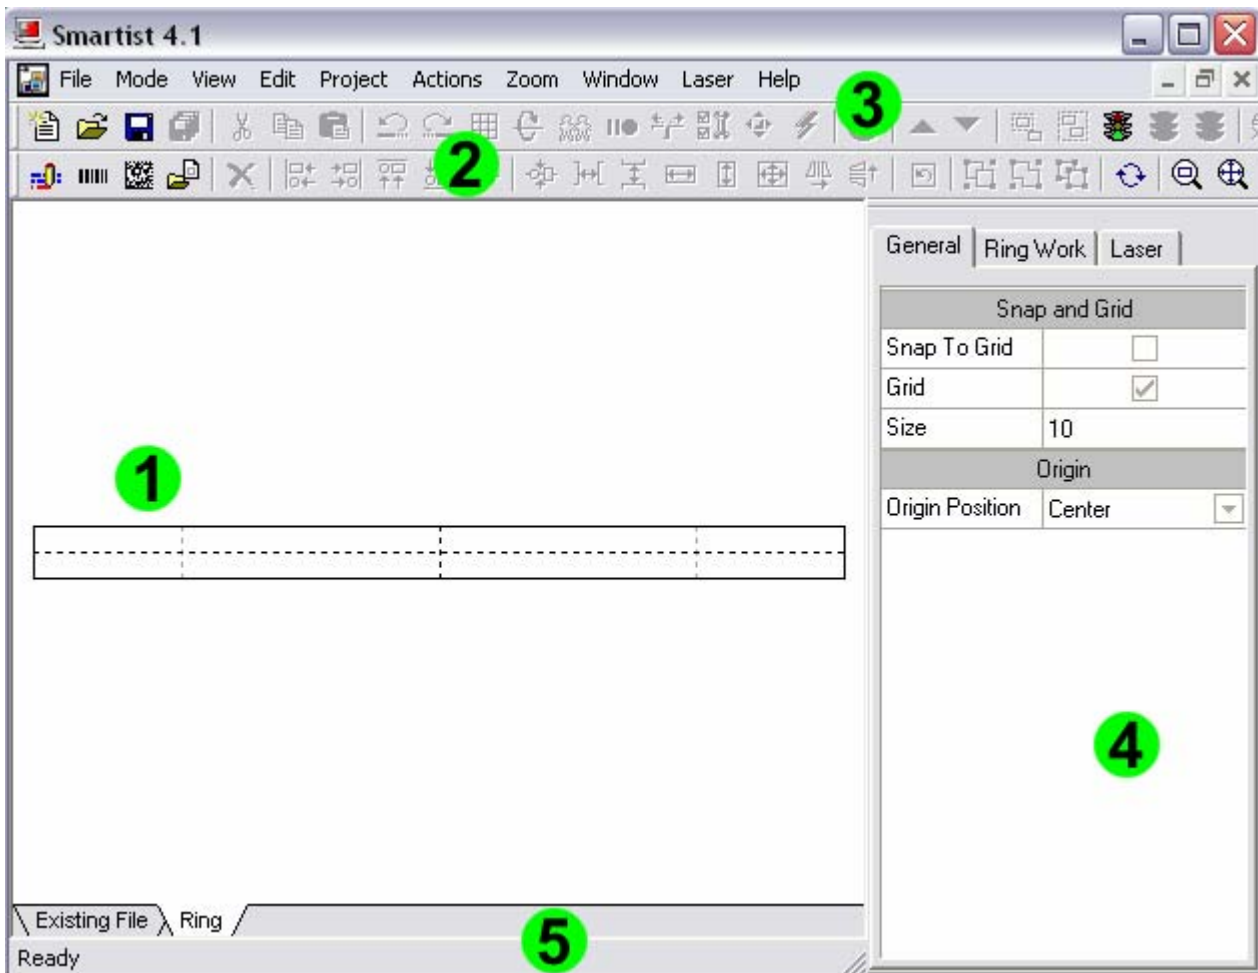 Smartist 4.1
File Mode View Edit Project Actions Zoom Window Laser Help
3
2
General Ring Work Laser
Snap and Grid
Snap To Grid
Grid
Size 10
Origin
Origin Position Center
1
4
Existing File Ring
5
Ready